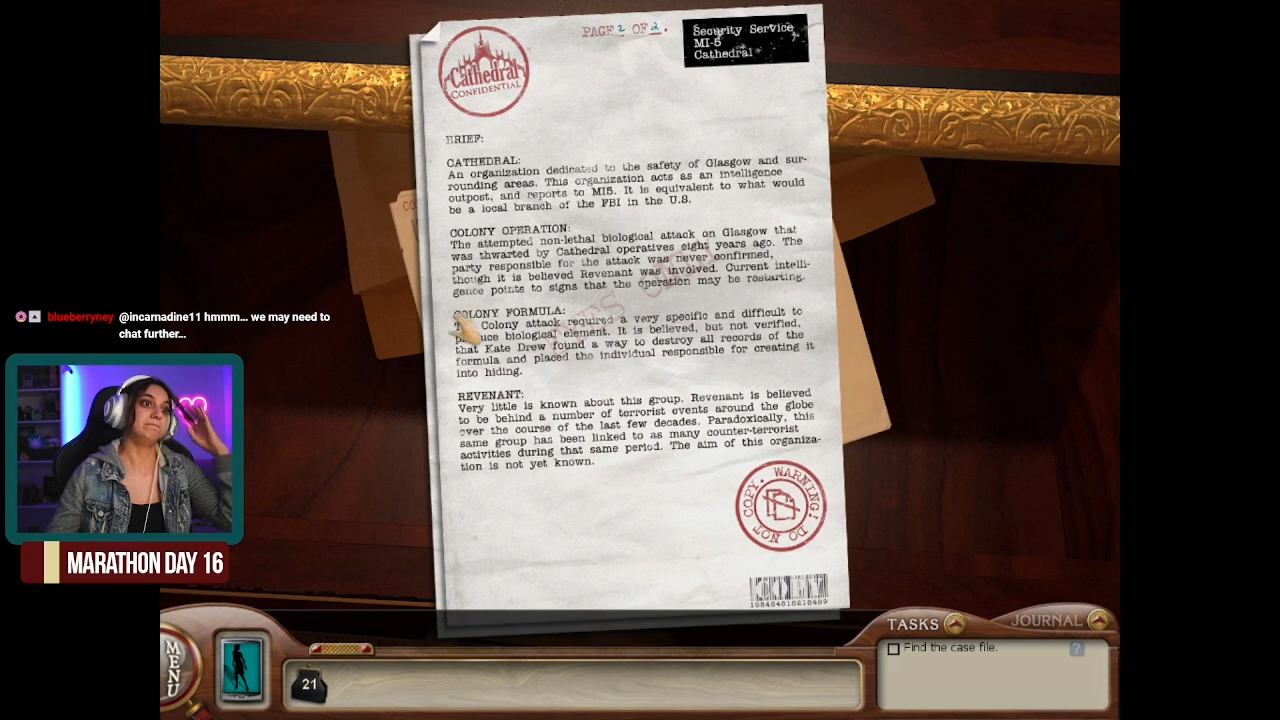 PAGE 2 OF 2.
Security Service
MI-5
Cathedral
Cathedral
CONFIDENTIAL
BRIEF:
CATHEDRAL:
An organization dedicated to the safety of Glasgow and sur-
rounding areas. This organization acts as an intelligence
outpost, and reports to MI5. It is equivalent to what would
be a local branch of the FBI in the U.S.
COLONY OPERATION:
The attempted non-lethal biological attack on Glasgow that
was thwarted by Cathedral operatives eight years ago. The
party responsible for the attack was never confirmed,
though it is believed Revenant was involved. Current intelli-
gence points to signs that the operation may be restarting.
COLONY FORMULA:
Colony attack required a very specific and difficult to
biological element. It is believed, but not verified,
that Kate Drew found a way to destroy all records of the
formula and placed the individual responsible for creating it
into hiding.
REVENANT:
Very little is known about this group. Revenant is believed
to be behind a number of terrorist events around the globe
over the course of the last few decades. Paradoxically, this
same group has been linked to as many counter-terrorist
activities during that same period. The aim of this organiza-
tion is not yet known.
WARNING!
DO NOT
COPY.
blueberryney @incarnadine11 hmmm... we may need to
chat further...
MARATHON DAY 16
MENU
21
TASKS
JOURNAL
Find the case file.
?